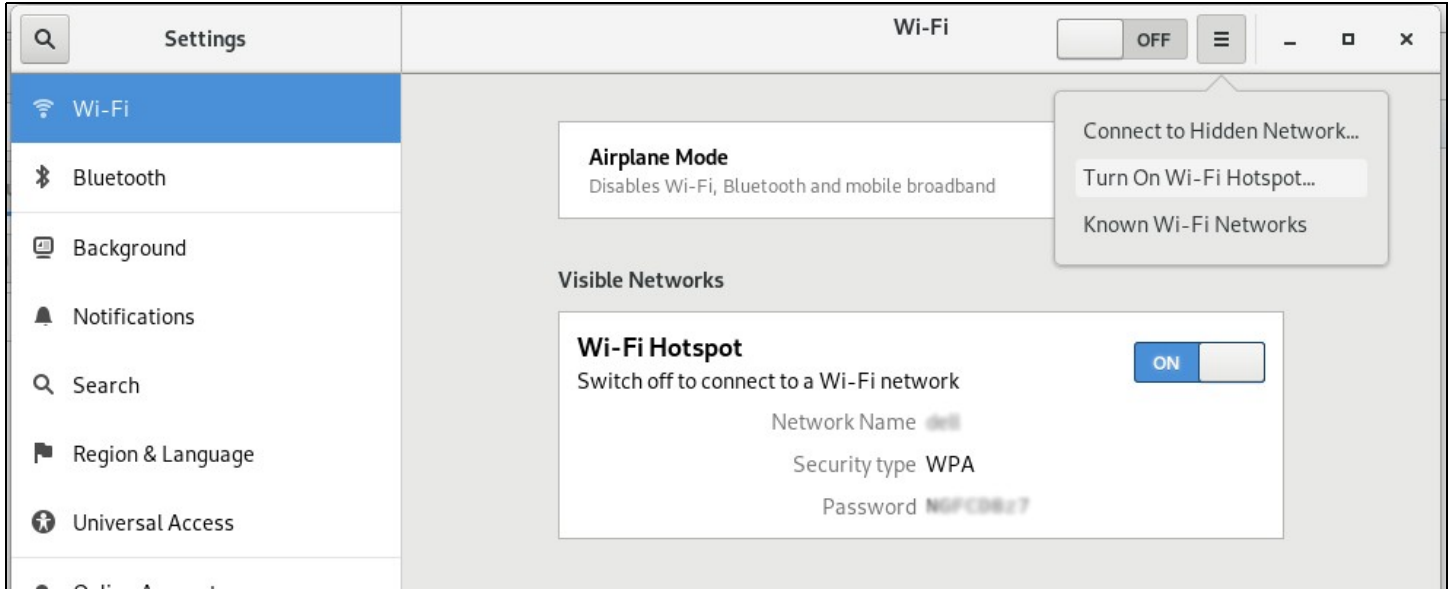 Settings
Wi-Fi
OFF
Wi-Fi
Bluetooth
Background
Notifications
Search
Region & Language
Universal Access
Connect to Hidden Network...
Turn On Wi-Fi Hotspot...
Known Wi-Fi Networks
Airplane Mode
Disables Wi-Fi, Bluetooth and mobile broadband
Visible Networks
Wi-Fi Hotspot
ON
Switch off to connect to a Wi-Fi network
Network Name
Security type WPA
Password